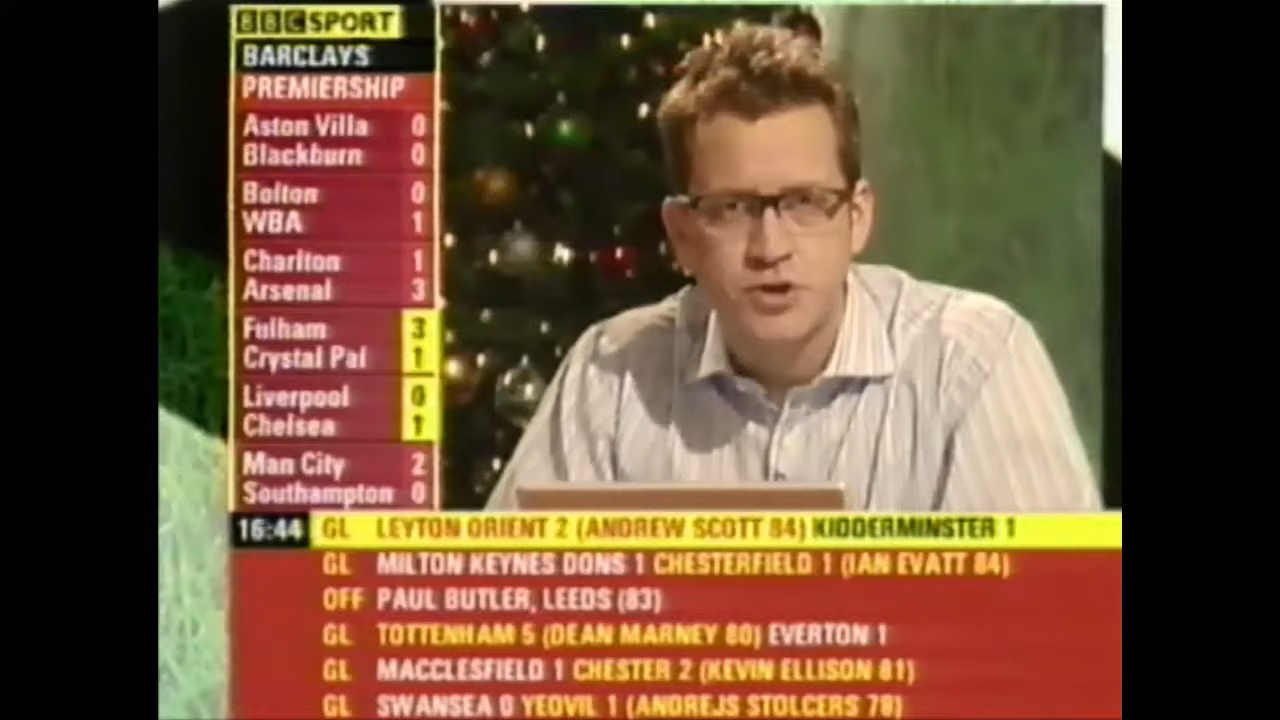 BBC SPORT
BARCLAYS
PREMIERSHIP
Aston Villa 0
Blackburn 0
Bolton 0
WBA 1
Charlton 1
Arsenal 3
Fulham 3
Crystal Pal 1
Liverpool 0
Chelsea 1
Man City 2
Southampton 0
16:44 GL LEYTON ORIENT 2 (ANDREW SCOTT 84) KIDDERMINSTER 1
GL MILTON KEYNES DONS 1 CHESTERFIELD 1 (IAN EVATT 84)
OFF PAUL BUTLER, LEEDS (83)
GL TOTTENHAM 5 (DEAN MARNEY 80) EVERTON 1
GL MACCLESFIELD 1 CHESTER 2 (KEVIN ELLISON 81)
GL SWANSEA 0 YEOVIL 1 (ANDREJS STOLCERS 78)